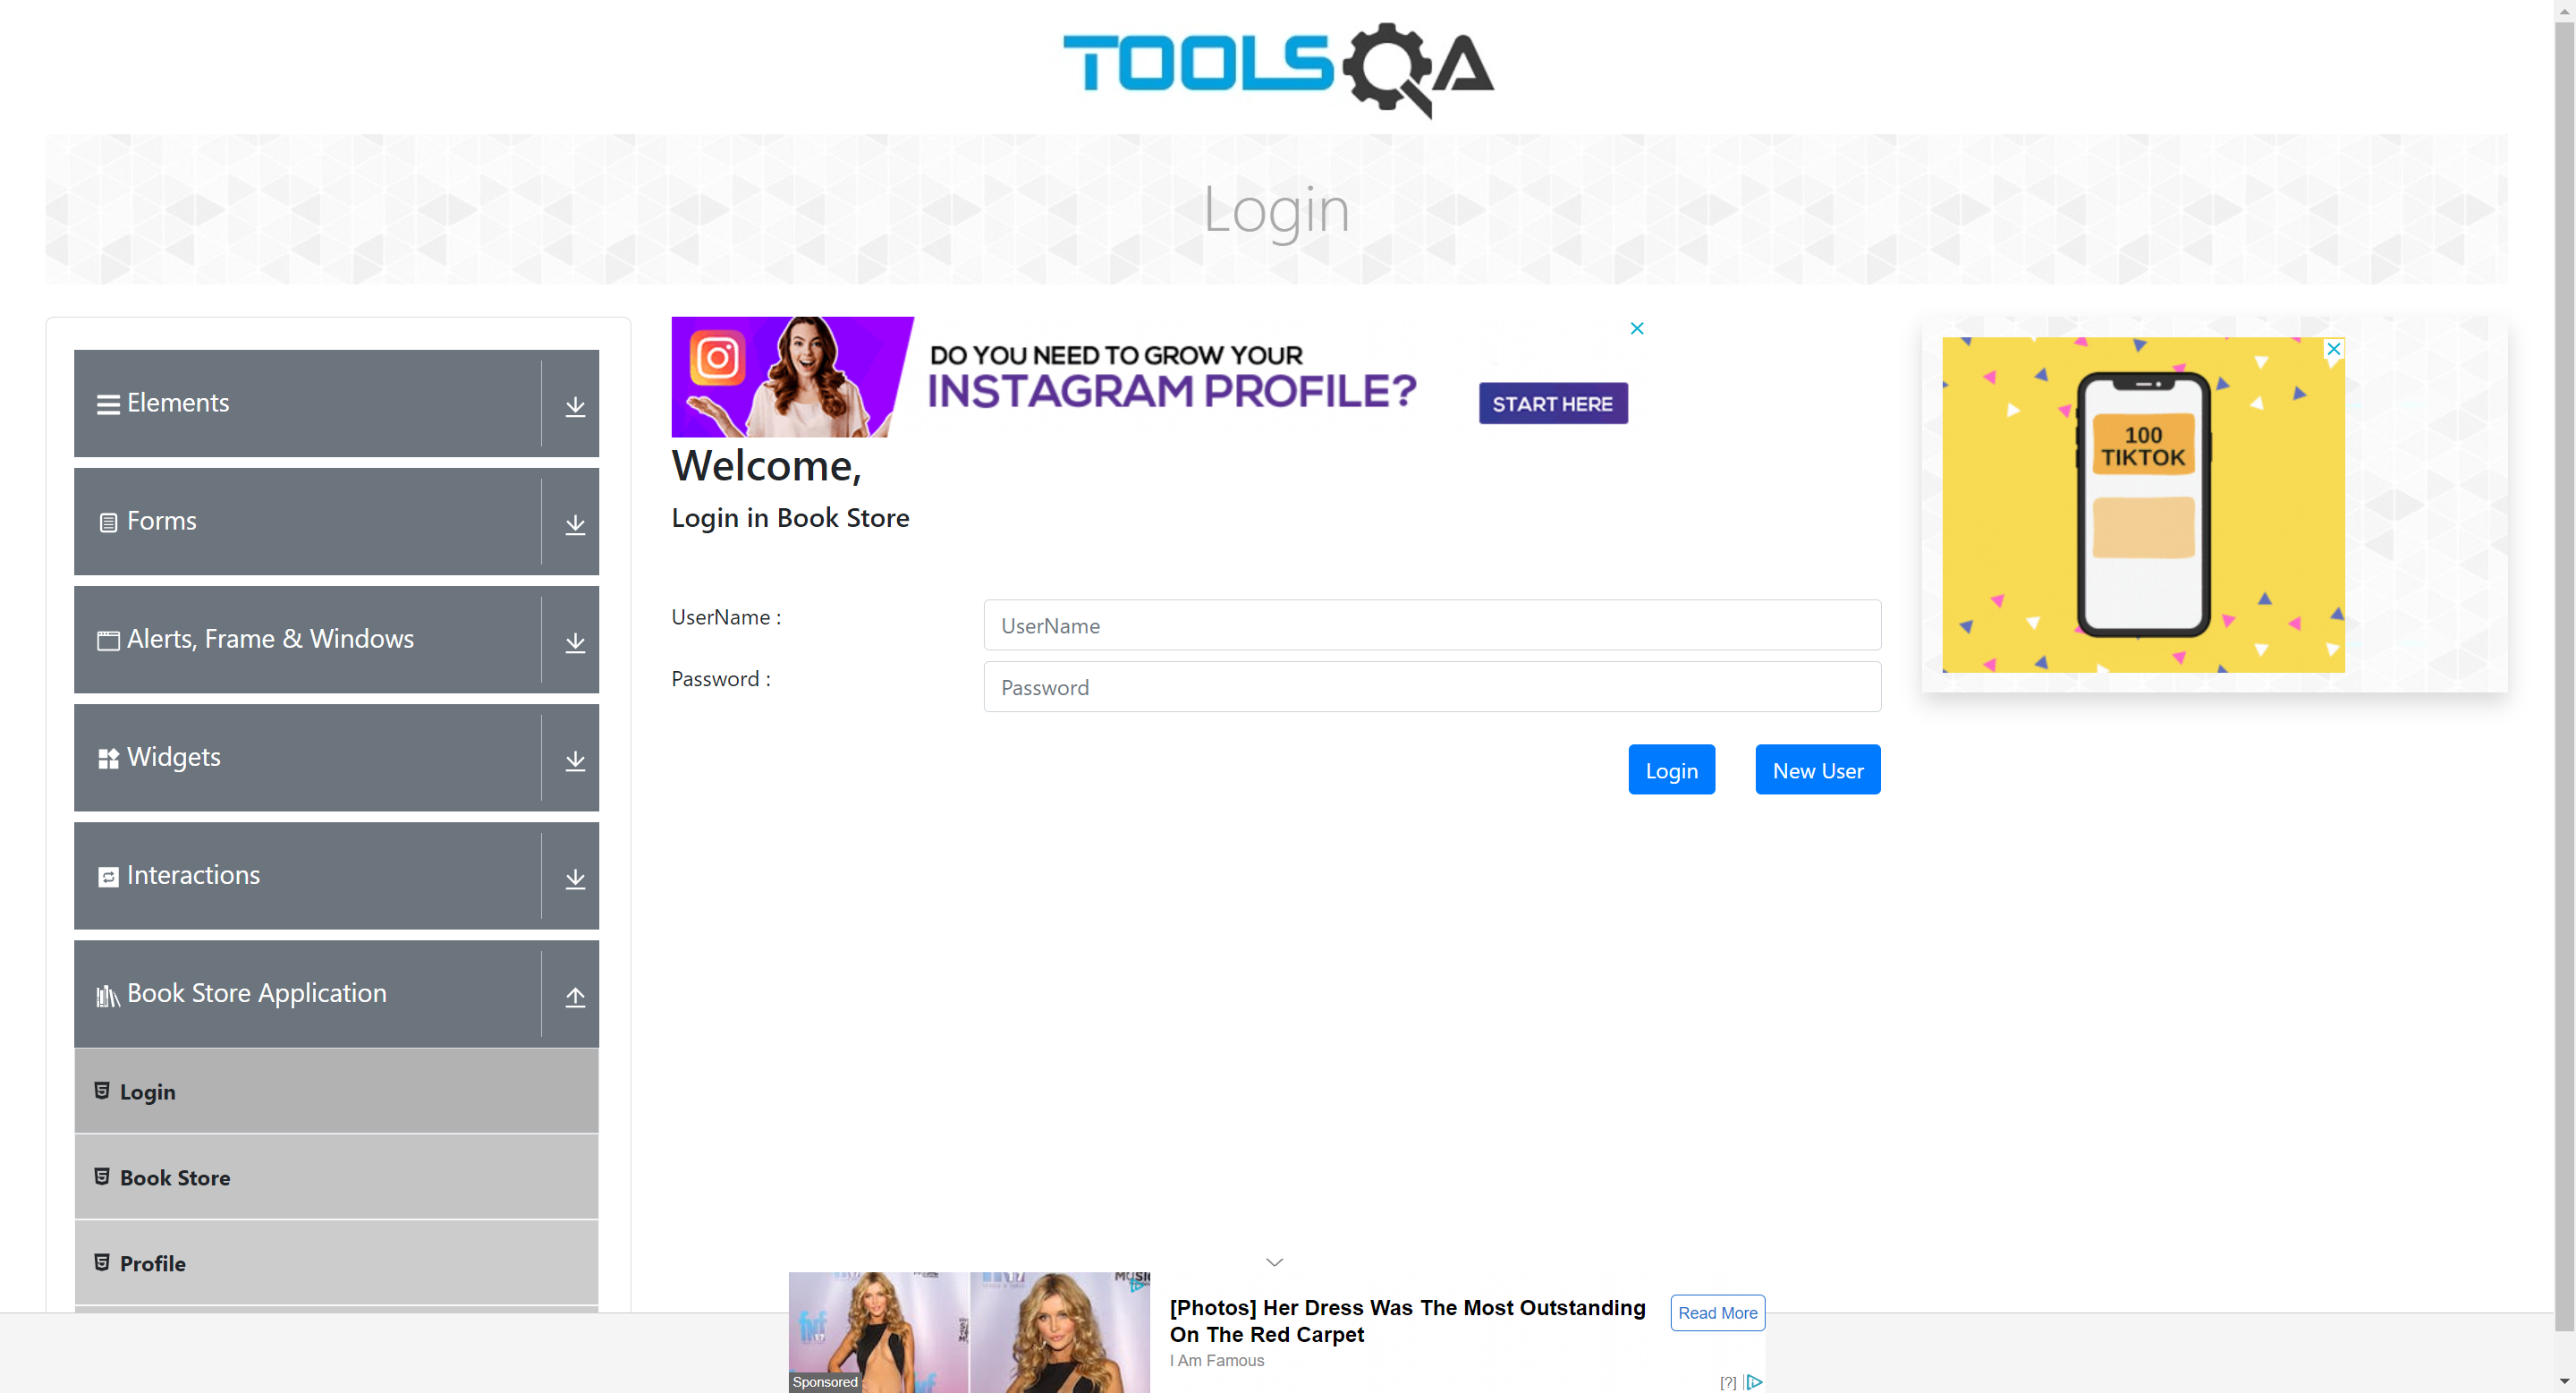 TOOLSQA
Login
Elements
Forms
Alerts, Frame & Windows
Widgets
Interactions
Book Store Application
Login
Book Store
Profile
DO YOU NEED TO GROW YOUR
INSTAGRAM PROFILE?
START HERE
Welcome,
Login in Book Store
UserName :
UserName
Password :
Password
Login
New User
100
TIKTOK
Sponsored
[Photos] Her Dress Was The Most Outstanding
On The Red Carpet
I Am Famous
Read More
[?]